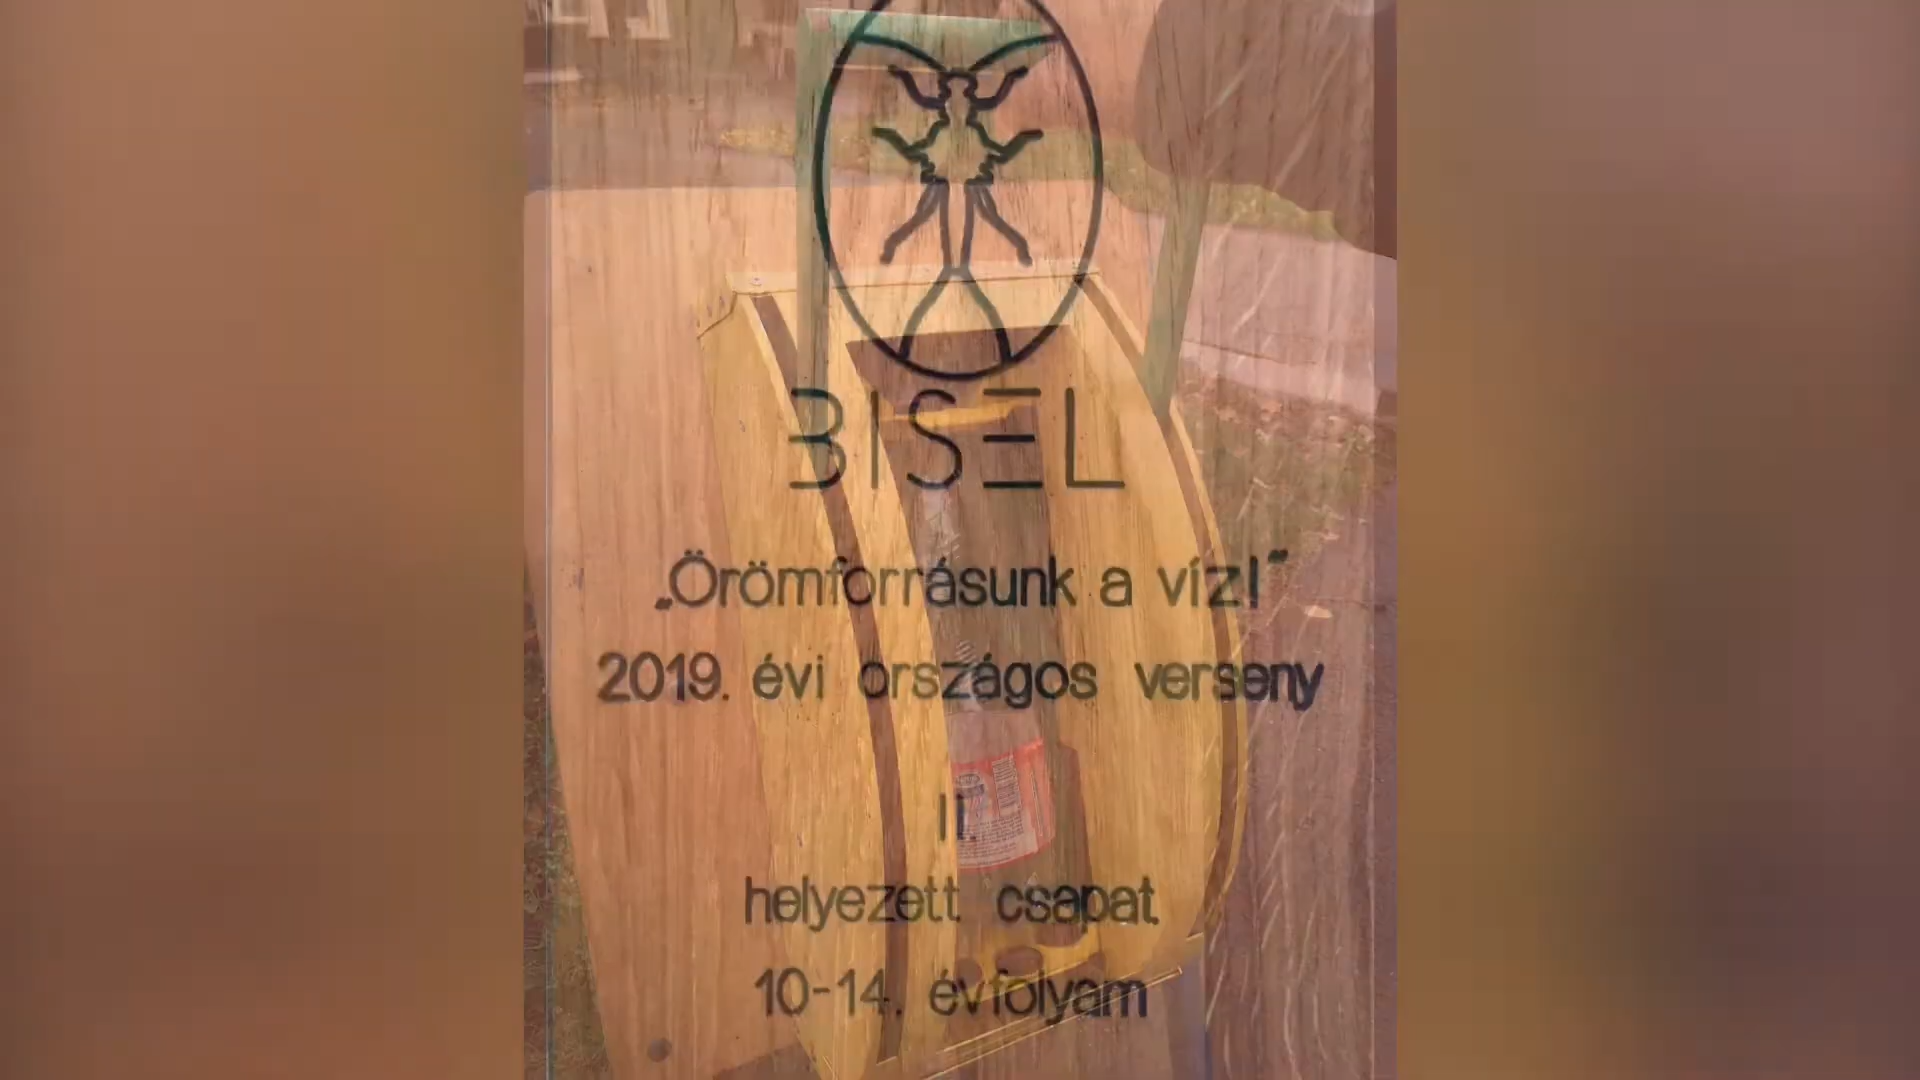 BISEL
„Örömforrásunk a víz!”
2019. évi országos verseny
II.
helyezett csapat
10-14. évfolyam